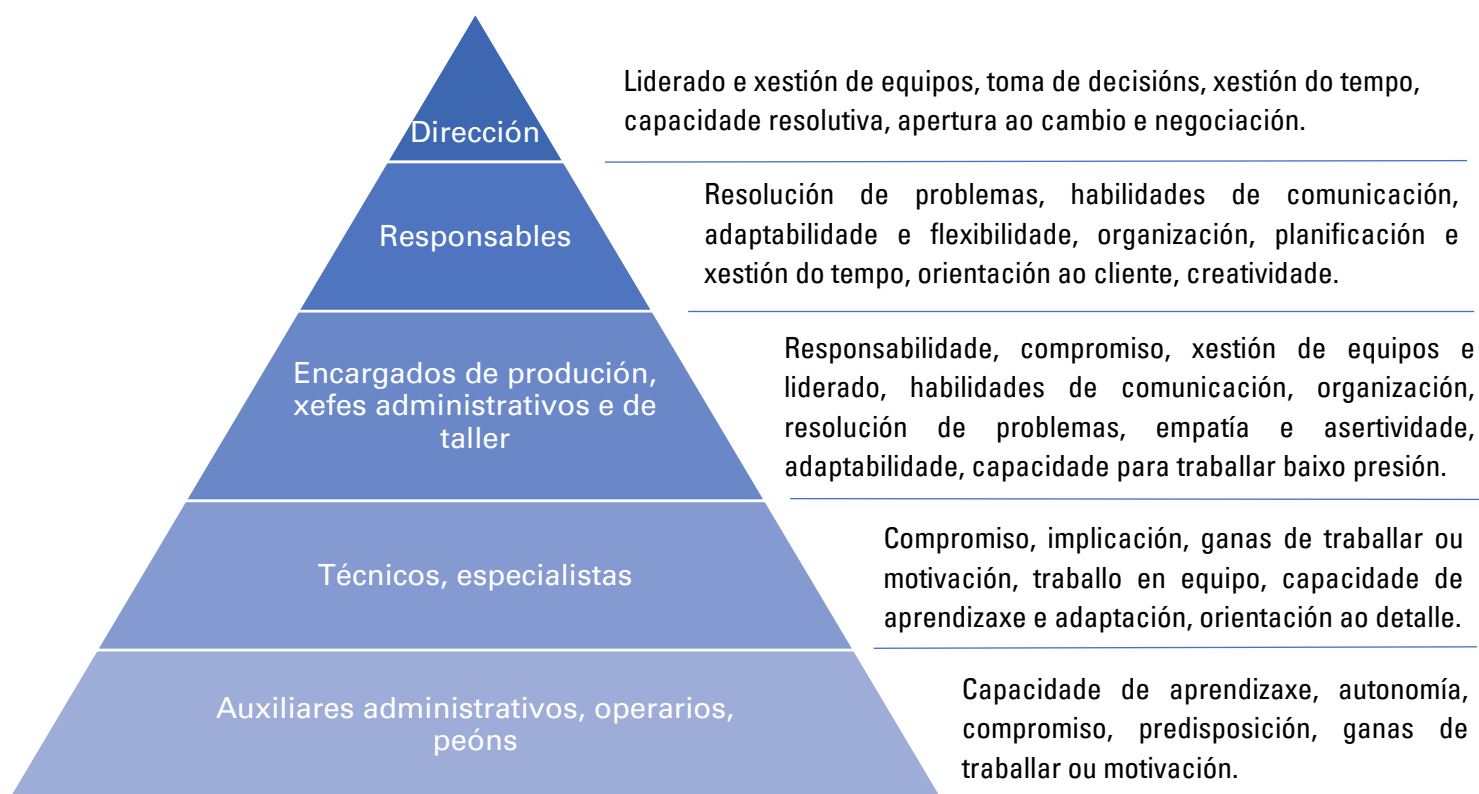 Dirección
Liderado e xestión de equipos, toma de decisións, xestión do tempo,
capacidade resolutiva, apertura ao cambio e negociación.
Responsables
Resolución de problemas, habilidades de comunicación,
adaptabilidade e flexibilidade, organización, planificación e
xestión do tempo, orientación ao cliente, creatividade.
Encargados de produción,
xefes administrativos e de
taller
Responsabilidade, compromiso, xestión de equipos e
liderado, habilidades de comunicación, organización,
resolución de problemas, empatía e asertividade,
adaptabilidade, capacidade para traballar baixo presión.
Técnicos, especialistas
Compromiso, implicación, ganas de traballar ou
motivación, traballo en equipo, capacidade de
aprendizaxe e adaptación, orientación ao detalle.
Auxiliares administrativos, operarios,
peóns
Capacidade de aprendizaxe, autonomía,
compromiso, predisposición, ganas de
traballar ou motivación.